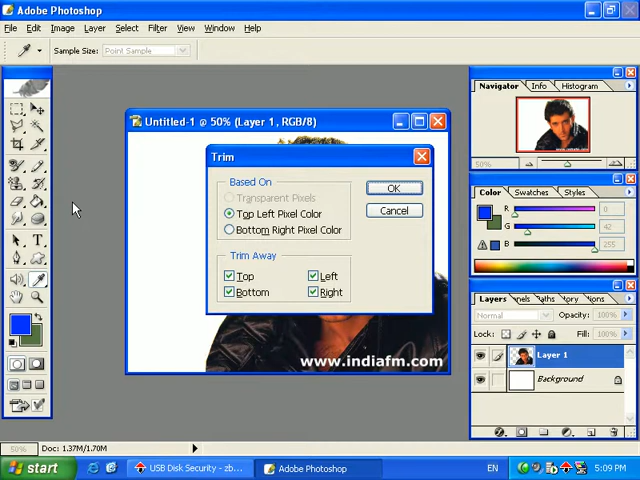 Adobe Photoshop
File Edit Image Layer Select Filter View Window Help
Sample Size: Point Sample
Navigator Info Histogram
50%
Untitled-1 @ 50% (Layer 1, RGB/8)
Trim
Based On
Transparent Pixels
Top Left Pixel Color
Bottom Right Pixel Color
OK
Cancel
Trim Away
Top Left
Bottom Right
www.indiafm.com
Color Swatches Styles
R 0
G 42
B 255
Layers Paths
Normal Opacity: 100%
Lock: Fill: 100%
Layer 1
Background
50% Doc: 1.37M/1.70M
start USB Disk Security - zb... Adobe Photoshop EN 5:09 PM